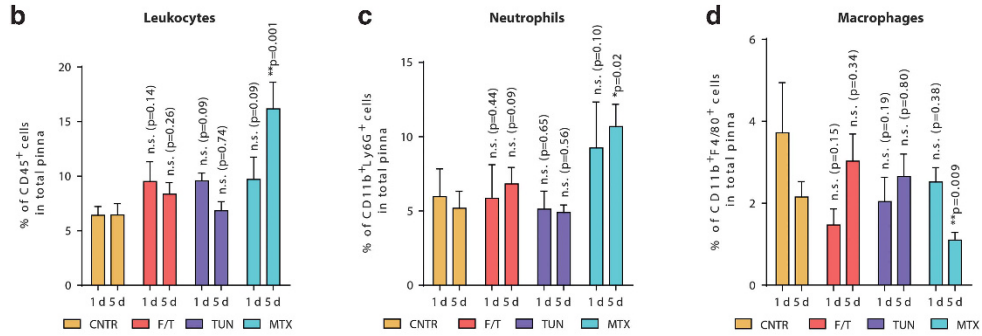 b
Leukocytes
% of CD45+ cells
in total pinna
20
15
10
5
0
n.s. (p=0.14)
n.s. (p=0.26)
n.s. (p=0.09)
n.s. (p=0.74)
n.s. (p=0.09)
**p=0.001
1 d 5 d 1 d 5 d 1 d 5 d 1 d 5 d
CNTR F/T TUN MTX
c
Neutrophils
% of CD11b+Ly6G+ cells
in total pinna
15
10
5
0
n.s. (p=0.44)
n.s. (p=0.09)
n.s. (p=0.65)
n.s. (p=0.56)
n.s. (p=0.10)
*p=0.02
1 d 5 d 1 d 5 d 1 d 5 d 1 d 5 d
CNTR F/T TUN MTX
d
Macrophages
% of CD11b+F4/80+ cells
in total pinna
6
4
2
0
n.s. (p=0.15)
n.s. (p=0.34)
n.s. (p=0.19)
n.s. (p=0.80)
n.s. (p=0.38)
**p=0.009
1 d 5 d 1 d 5 d 1 d 5 d 1 d 5 d
CNTR F/T TUN MTX